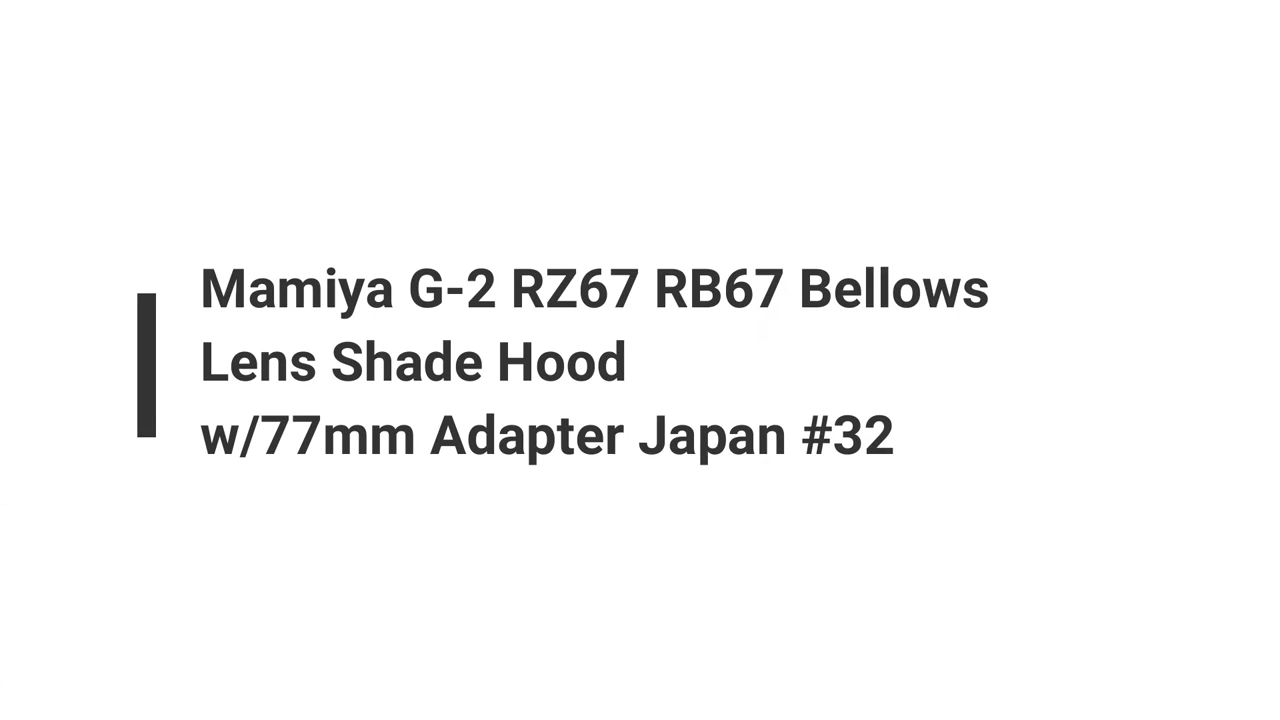 Mamiya G-2 RZ67 RB67 Bellows
Lens Shade Hood
w/77mm Adapter Japan #32